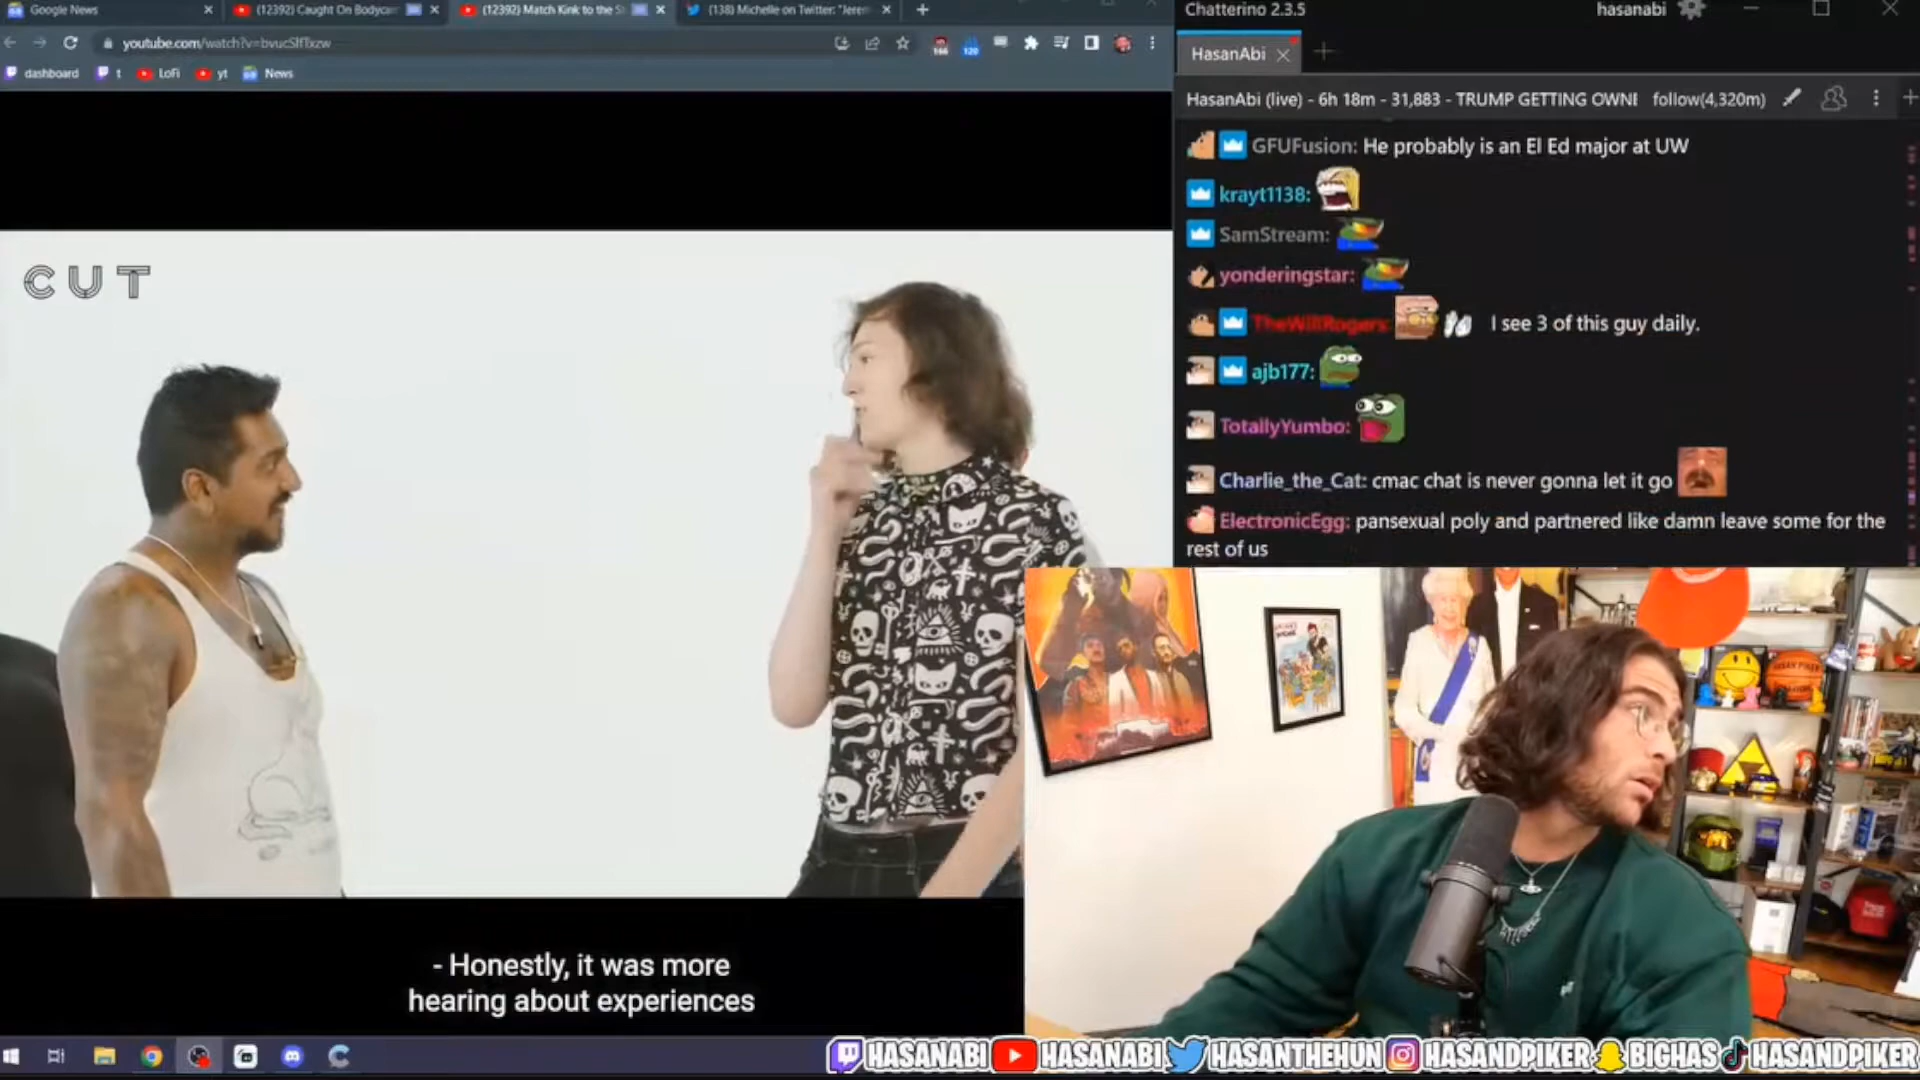 Google News
(12392) Caught On Bodycam
(12392) Match Kink to the St
(138) Michelle on Twitter: "Jerem
youtube.com/watch?v=bvucSlfTxzw
166
120
dashboard
t
LoFi
yt
News
Chatterino 2.3.5
hasanabi
HasanAbi
HasanAbi (live) - 6h 18m - 31,883 - TRUMP GETTING OWNE
follow(4,320m)
GFUFusion: He probably is an El Ed major at UW
krayt1138:
SamStream:
yonderingstar:
TheWillRogers: I see 3 of this guy daily.
ajb177:
TotallyYumbo:
Charlie_the_Cat: cmac chat is never gonna let it go
ElectronicEgg: pansexual poly and partnered like damn leave some for the
rest of us
CUT
- Honestly, it was more
hearing about experiences
HASANABI HASANABI HASANTHEHUN HASANDPIKER BIGHAS HASANDPIKER